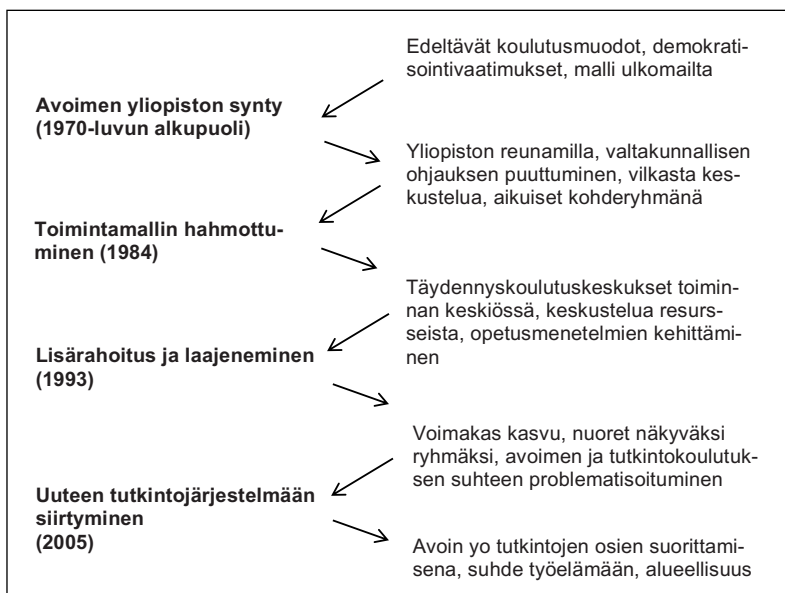 Edeltävät koulutusmuodot, demokrati-
sointivaatimukset, malli ulkomailta
Avoimen yliopiston synty
(1970-luvun alkupuoli)
Yliopiston reunamilla, valtakunnallisen
ohjauksen puuttuminen, vilkasta kes-
kustelua, aikuiset kohderyhmänä
Toimintamallin hahmottu-
minen (1984)
Täydennyskoulutuskeskukset toimin-
nan keskiössä, keskustelua resurs-
seista, opetusmenetelmien kehittämi-
nen
Lisärahoitus ja laajeneminen
(1993)
Voimakas kasvu, nuoret näkyväksi
ryhmäksi, avoimen ja tutkintokoulutuk-
sen suhteen problematisoituminen
Uuteen tutkintojärjestelmään
siirtyminen
(2005)
Avoin yo tutkintojen osien suorittami-
sena, suhde työelämään, alueellisuus